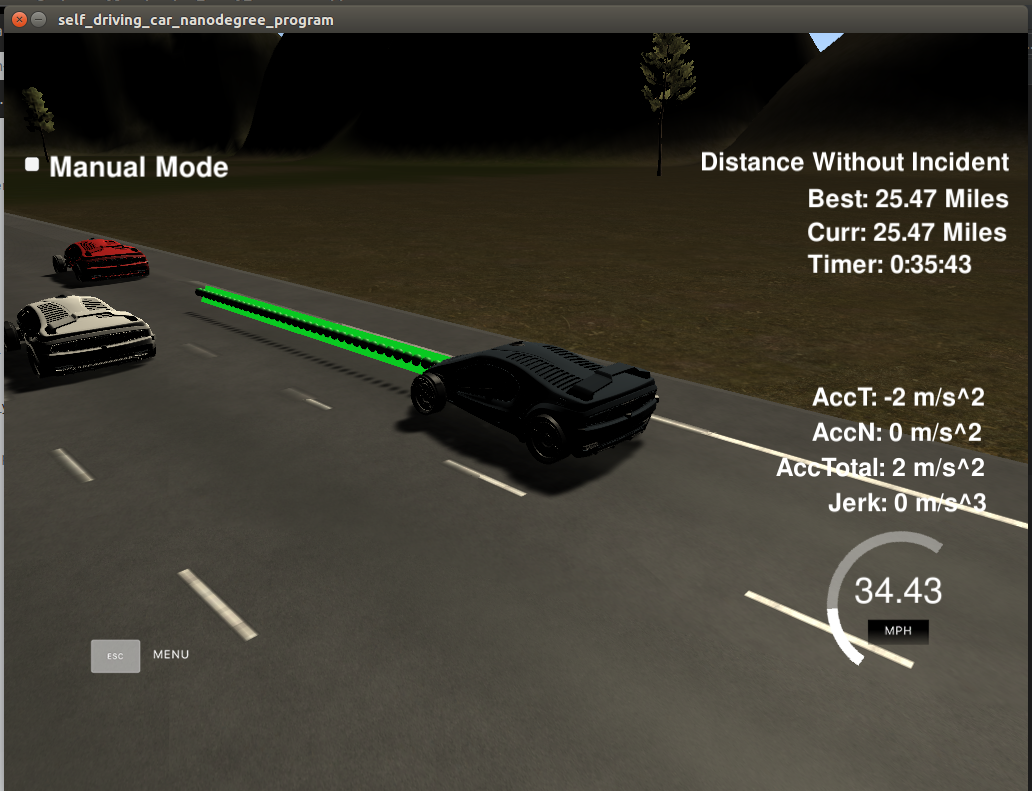 self_driving_car_nanodegree_program
Manual Mode
Distance Without Incident
Best: 25.47 Miles
Curr: 25.47 Miles
Timer: 0:35:43
AccT: -2 m/s^2
AccN: 0 m/s^2
AccTotal: 2 m/s^2
Jerk: 0 m/s^3
34.43
MPH
ESC MENU